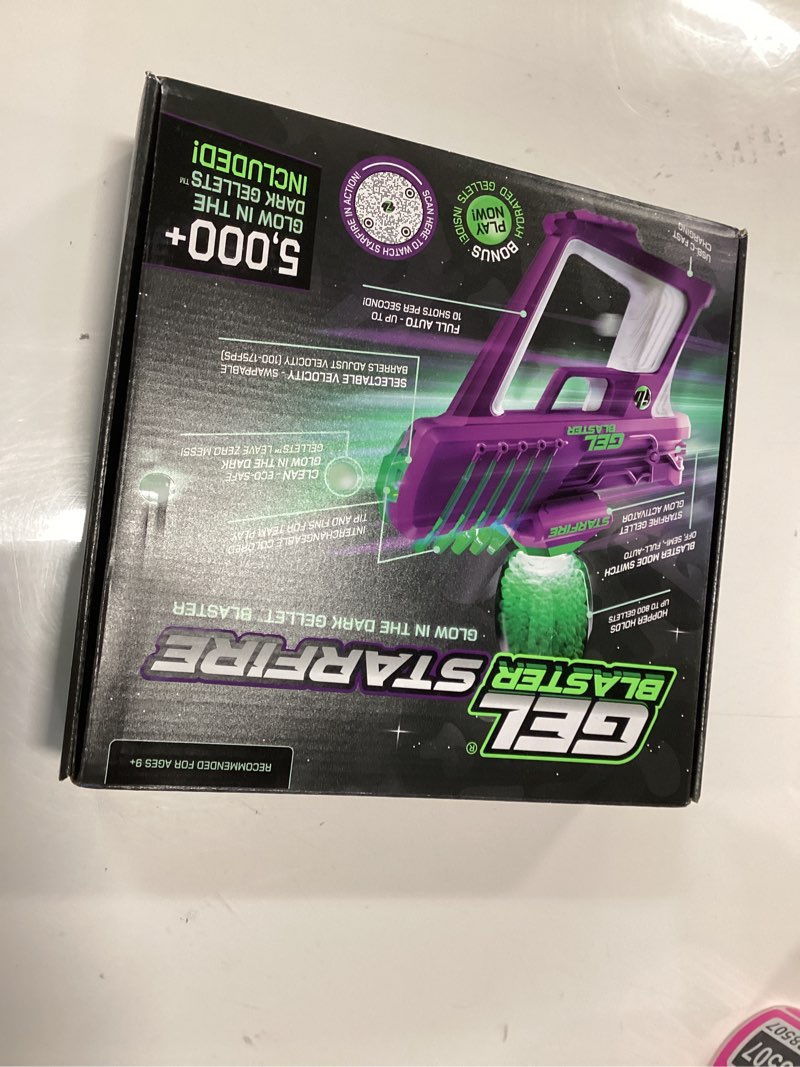 RECOMMENDED FOR AGES 9+
GEL
BLASTER
®
STARFIRE
GLOW IN THE DARK GELLET™ BLASTER
HOPPER HOLDS
UP TO 800 GELLETS
BLASTER MODE SWITCH
OFF, SEMI-, FULL-AUTO
STARFIRE GELLET
GLOW ACTIVATOR
INTERCHANGEABLE COLORED
TIP AND FINS FOR TEAM PLAY
CLEAN - ECO-SAFE
GLOW IN THE DARK
GELLETS™ LEAVE ZERO MESS!
SELECTABLE VELOCITY - SWAPPABLE
BARRELS ADJUST VELOCITY (100-175FPS)
FULL AUTO - UP TO
10 SHOTS PER SECOND!
STARFIRE
GEL
BLASTER
USB-C FAST
CHARGING
BONUS
PLAY
NOW!
HYDRATED GELLETS INSIDE!
SCAN HERE TO WATCH STARFIRE IN ACTION!
5,000+
GLOW IN THE
DARK GELLETS™
INCLUDED!
8507